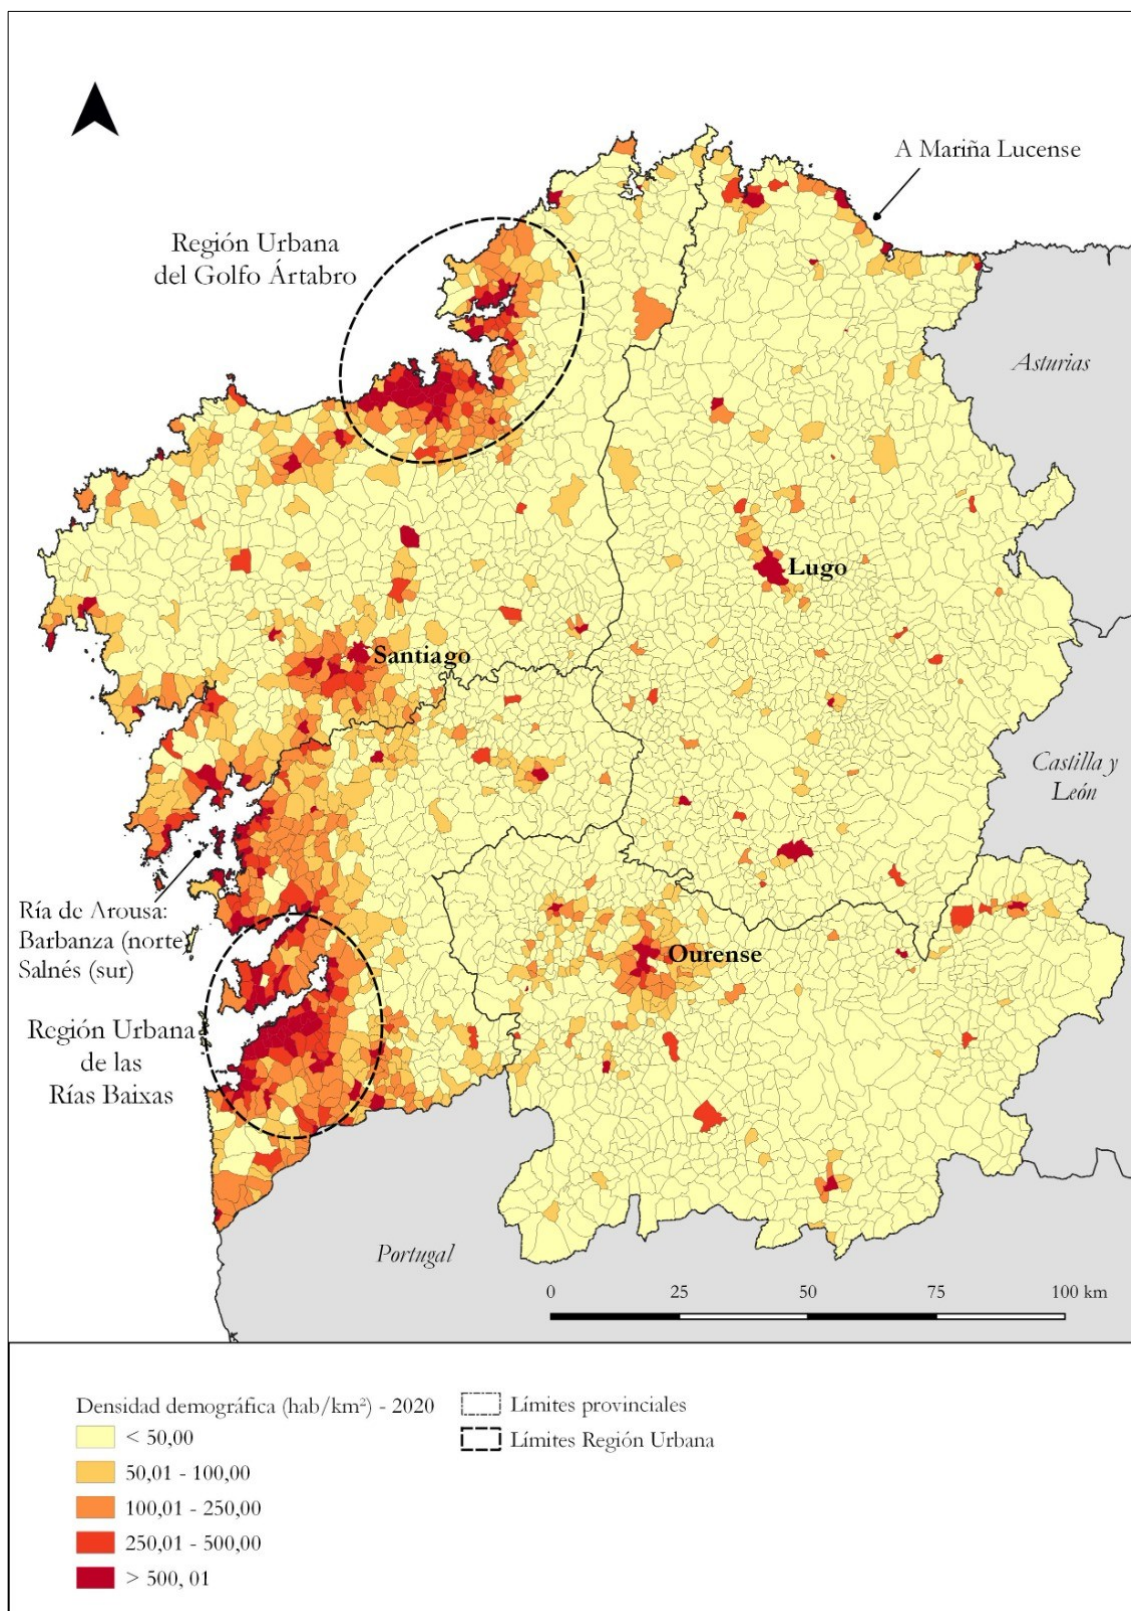 A Mariña Lucense
Región Urbana
del Golfo Ártabro
Asturias
Lugo
Santiago
Castilla y
León
Ría de Arousa:
Barbanza (norte)
Salnés (sur)
Ourense
Región Urbana
de las
Rías Baixas
Portugal
0 25 50 75 100 km
Densidad demográfica (hab/km²) - 2020
< 50,00
50,01 - 100,00
100,01 - 250,00
250,01 - 500,00
> 500, 01
Límites provinciales
Límites Región Urbana